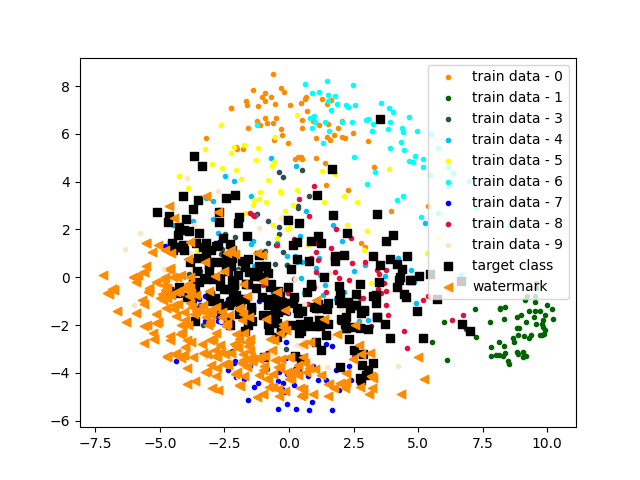 train data - 0
train data - 1
train data - 3
train data - 4
train data - 5
train data - 6
train data - 7
train data - 8
train data - 9
target class
watermark
8
6
4
2
0
−2
−4
−6
−7.5 −5.0 −2.5 0.0 2.5 5.0 7.5 10.0